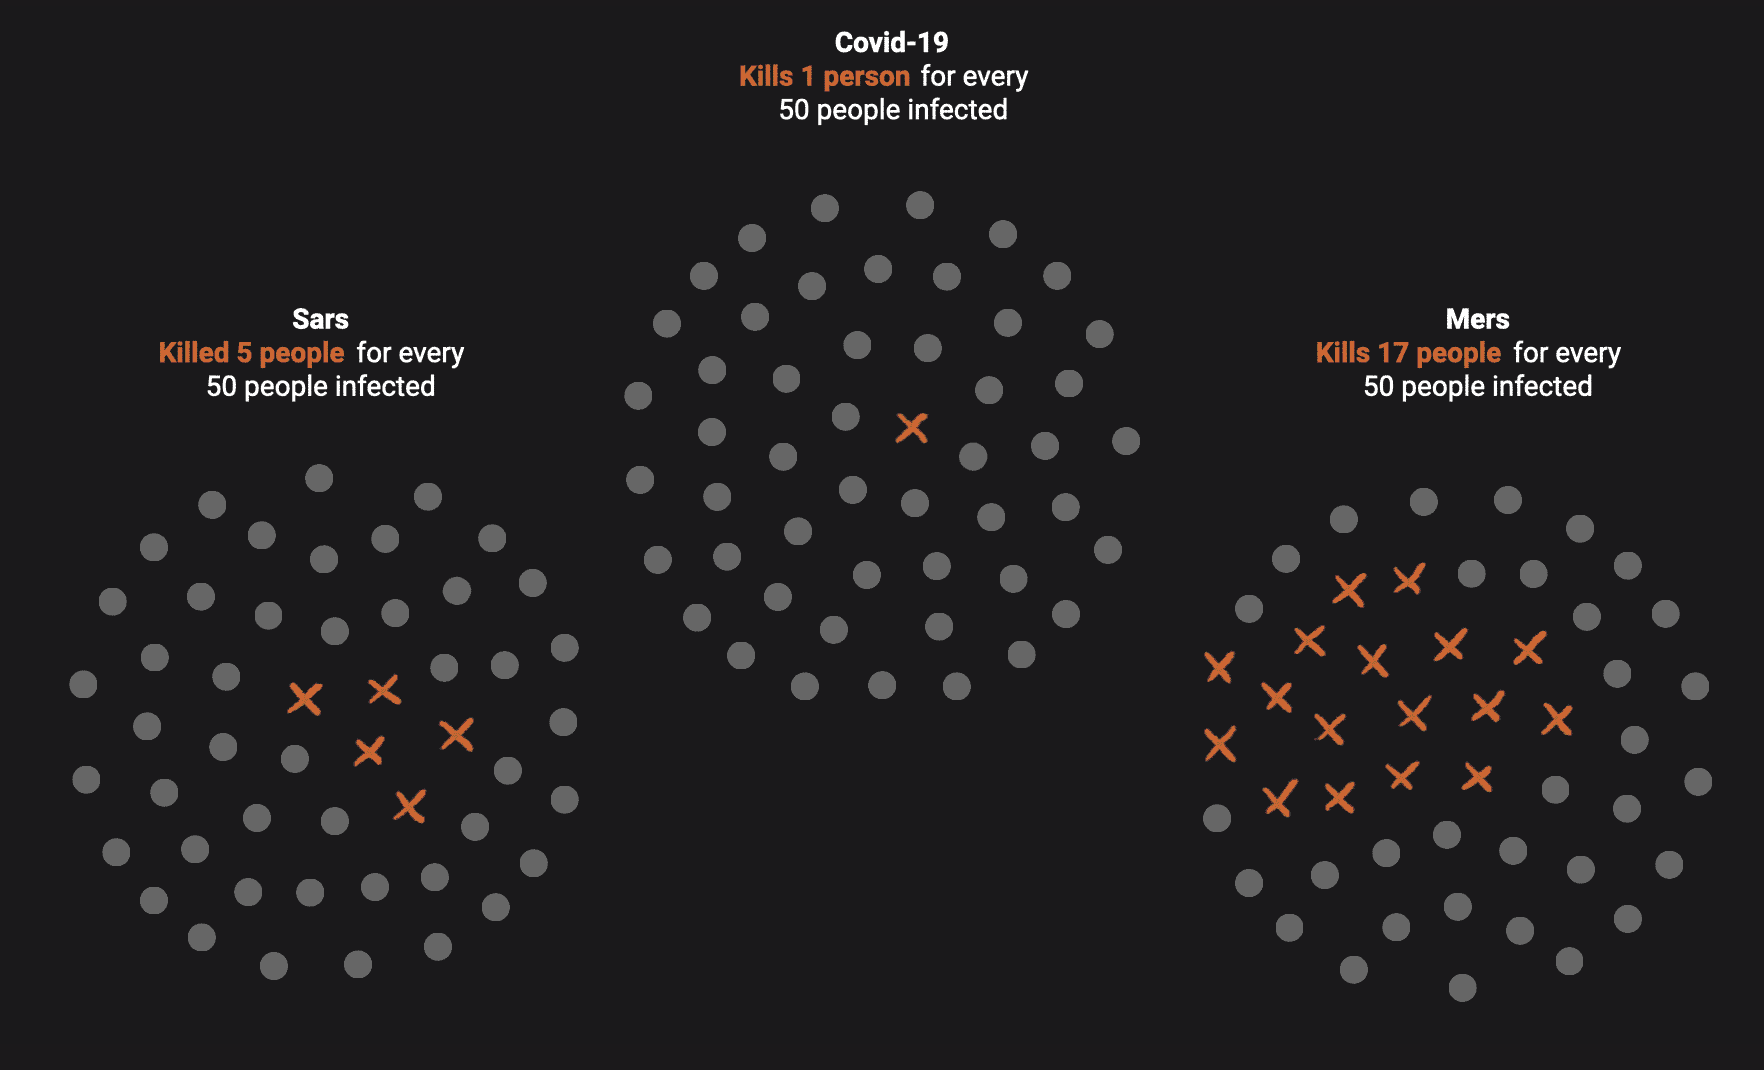 Covid-19
Kills 1 person for every
50 people infected
Sars
Killed 5 people for every
50 people infected
Mers
Kills 17 people for every
50 people infected